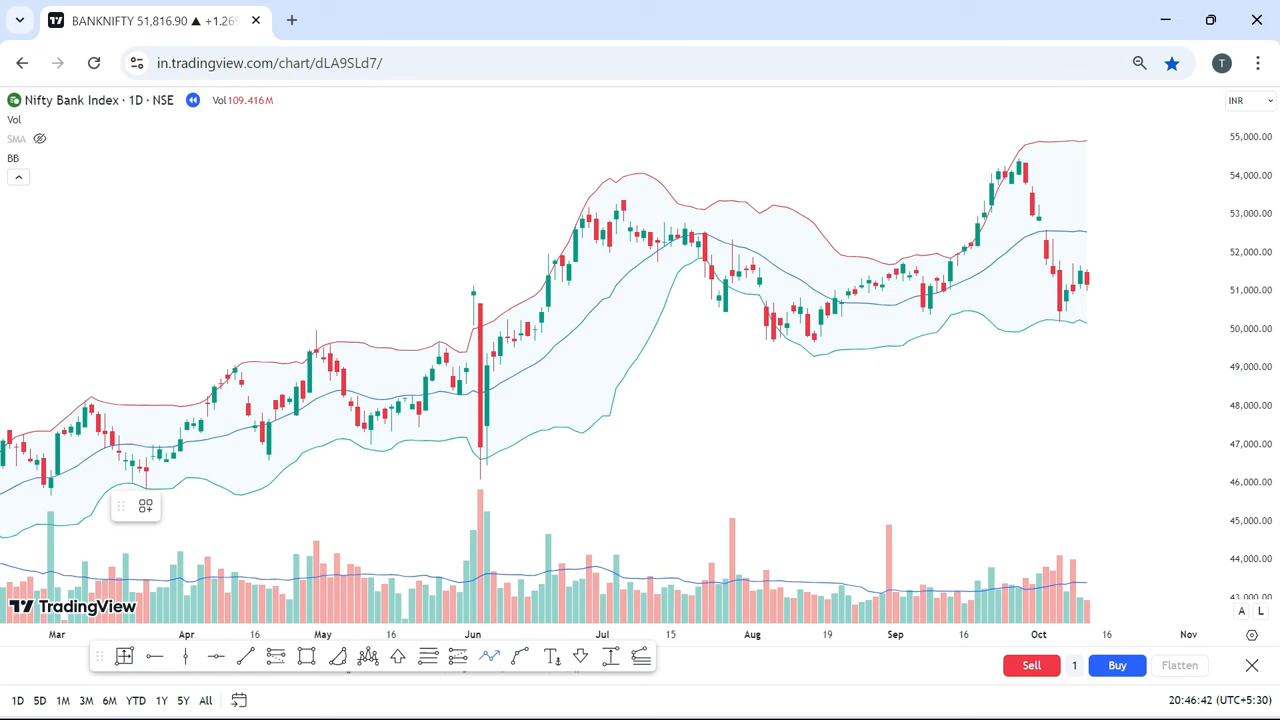 BANKNIFTY 51,816.90 ▲ +1.26%
in.tradingview.com/chart/dLA9SLd7/
T
Nifty Bank Index · 1D · NSE Vol109.416M
INR
Vol
SMA
BB
55,000.00
54,000.00
53,000.00
52,000.00
51,000.00
50,000.00
49,000.00
48,000.00
47,000.00
46,000.00
45,000.00
44,000.00
43,000.00
TradingView
A L
Mar Apr 16 May 16 Jun Jul 15 Aug 19 Sep 16 Oct 16 Nov
T
Sell 1 Buy Flatten
1D 5D 1M 3M 6M YTD 1Y 5Y All
20:46:42 (UTC+5:30)